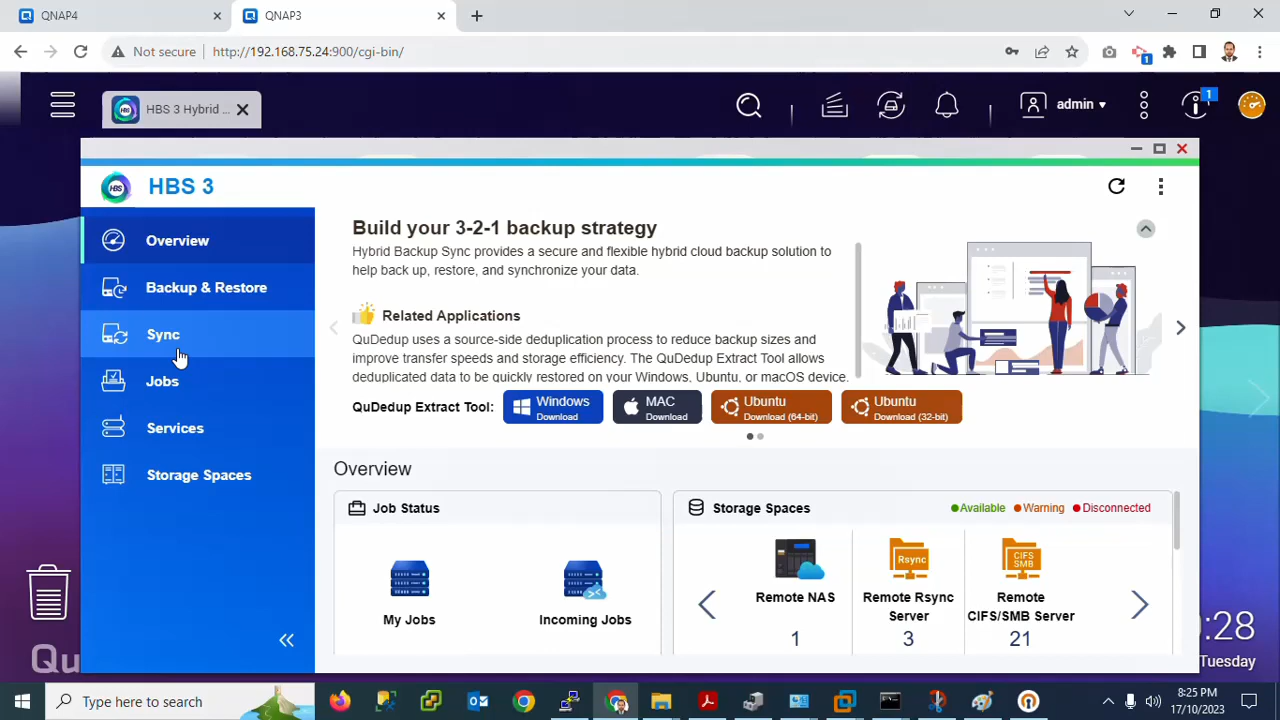 QNAP4
QNAP3
Not secure
http://192.168.75.24:900/cgi-bin/
1
HBS 3 Hybrid ...
admin
1
HBS
HBS 3
Overview
Backup & Restore
Sync
Jobs
Services
Storage Spaces
Build your 3-2-1 backup strategy
Hybrid Backup Sync provides a secure and flexible hybrid cloud backup solution to
help back up, restore, and synchronize your data.
Related Applications
QuDedup uses a source-side deduplication process to reduce backup sizes and
improve transfer speeds and storage efficiency. The QuDedup Extract Tool allows
deduplicated data to be quickly restored on your Windows, Ubuntu, or macOS device.
QuDedup Extract Tool:
Windows
Download
MAC
Download
Ubuntu
Download (64-bit)
Ubuntu
Download (32-bit)
Overview
Job Status
My Jobs
Incoming Jobs
Storage Spaces
Available
Warning
Disconnected
Rsync
CIFS
SMB
Remote NAS
Remote Rsync
Server
Remote
CIFS/SMB Server
1
3
21
Qu
:28
Tuesday
Type here to search
8:25 PM
17/10/2023